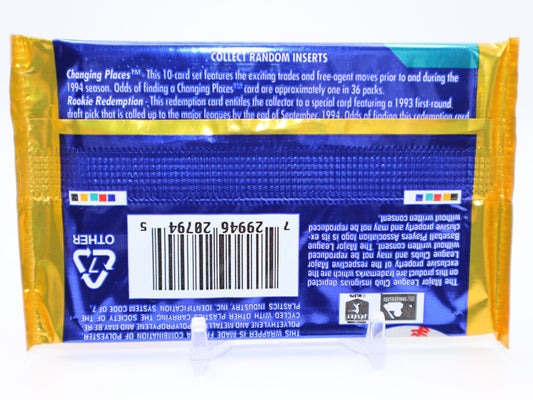 COLLECT RANDOM INSERTS
Changing Places™ - This 10-card set features the exciting trades and free-agent moves prior to and during the
1994 season. Odds of finding a Changing Places™ card are approximately one in 36 packs.
Rookie Redemption - This redemption card entitles the collector to a special card featuring a 1993 first-round
draft pick that is called up to the major leagues by the end of September, 1994. Odds of finding this redemption card
The Major League Club insignias depicted
on this product are trademarks which are the
exclusive property of the respective Major
League Clubs and may not be reproduced
without written consent. The Major League
Baseball Players Association logo is its ex-
clusive property and may not be reproduced
without written consent.
7
OTHER
7 29946 20794 5
THIS WRAPPER IS MADE FROM A COMBINATION OF POLYESTER
POLYETHYLENE AND METALLIZED POLYPROPYLENE AND MAY BE RE
CYCLED WITH OTHER PLASTICS CARRYING THE SOCIETY OF THE
PLASTICS INDUSTRY INC. IDENTIFICATION SYSTEM CODE OF 7.